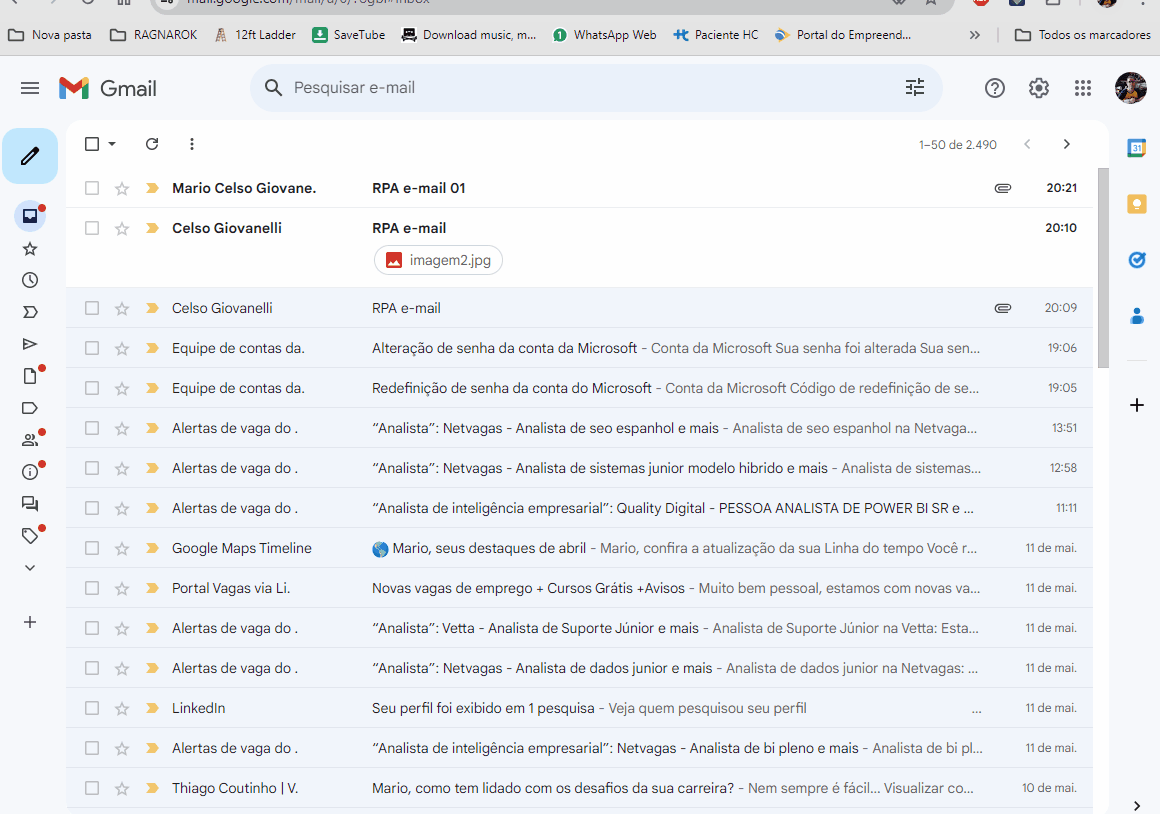 Nova pasta RAGNAROK 12ft Ladder SaveTube Download music, m... 1 WhatsApp Web Paciente HC Portal do Empreend... » Todos os marcadores
Gmail Pesquisar e-mail
1–50 de 2.490
31
Mario Celso Giovane. RPA e-mail 01 20:21
Celso Giovanelli RPA e-mail 20:10
imagem2.jpg
Celso Giovanelli RPA e-mail 20:09
Equipe de contas da. Alteração de senha da conta da Microsoft - Conta da Microsoft Sua senha foi alterada Sua sen... 19:06
Equipe de contas da. Redefinição de senha da conta do Microsoft - Conta da Microsoft Código de redefinição de se... 19:05
Alertas de vaga do . “Analista”: Netvagas - Analista de seo espanhol e mais - Analista de seo espanhol na Netvaga... 13:51
Alertas de vaga do . “Analista”: Netvagas - Analista de sistemas junior modelo hibrido e mais - Analista de sistemas... 12:58
Alertas de vaga do . “Analista de inteligência empresarial”: Quality Digital - PESSOA ANALISTA DE POWER BI SR e ... 11:11
Google Maps Timeline Mario, seus destaques de abril - Mario, confira a atualização da sua Linha do tempo Você r... 11 de mai.
Portal Vagas via Li. Novas vagas de emprego + Cursos Grátis +Avisos - Muito bem pessoal, estamos com novas va... 11 de mai.
Alertas de vaga do . “Analista”: Vetta - Analista de Suporte Júnior e mais - Analista de Suporte Júnior na Vetta: Esta... 11 de mai.
Alertas de vaga do . “Analista”: Netvagas - Analista de dados junior e mais - Analista de dados junior na Netvagas: ... 11 de mai.
LinkedIn Seu perfil foi exibido em 1 pesquisa - Veja quem pesquisou seu perfil ... 11 de mai.
Alertas de vaga do . “Analista de inteligência empresarial”: Netvagas - Analista de bi pleno e mais - Analista de bi pl... 11 de mai.
Thiago Coutinho | V. Mario, como tem lidado com os desafios da sua carreira? - Nem sempre é fácil... Visualizar co... 10 de mai.